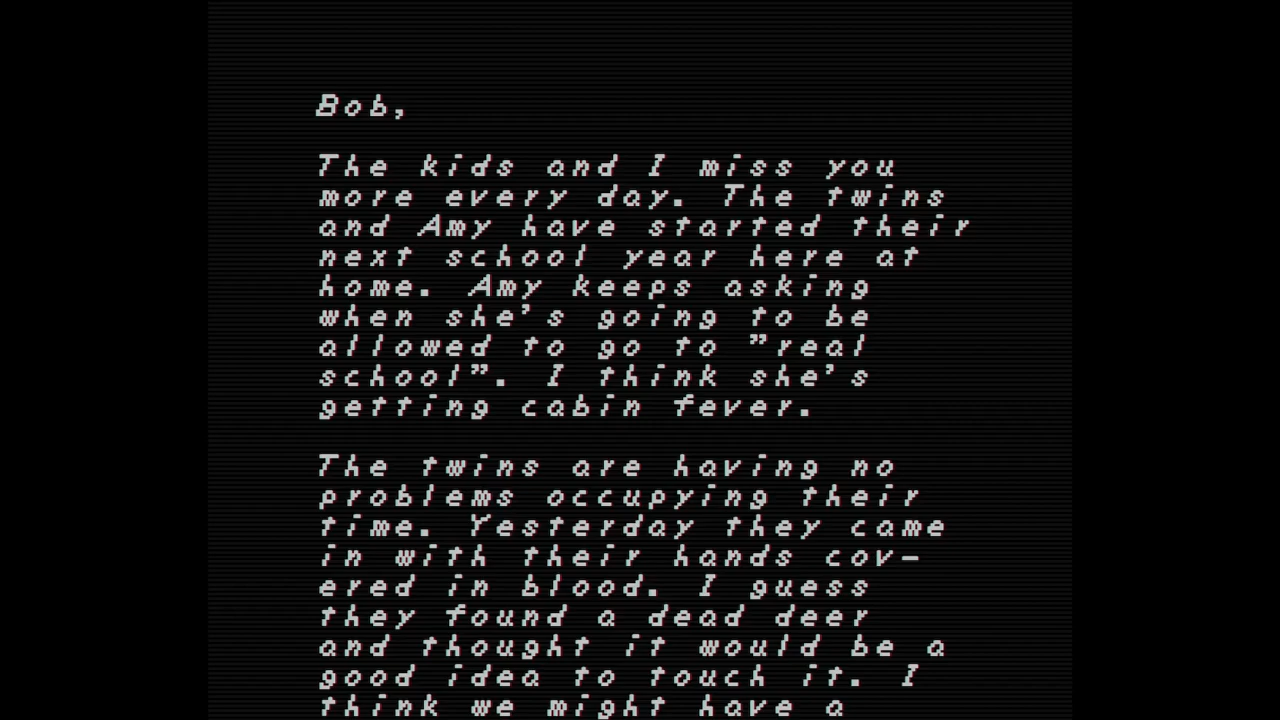 Bob,
The kids and I miss you
more every day. The twins
and Amy have started their
next school year here at
home. Amy keeps asking
when she's going to be
allowed to go to "real
school". I think she's
getting cabin fever.
The twins are having no
problems occupying their
time. Yesterday they came
in with their hands cov-
ered in blood. I guess
they found a dead deer
and thought it would be a
good idea to touch it. I
think we might have a